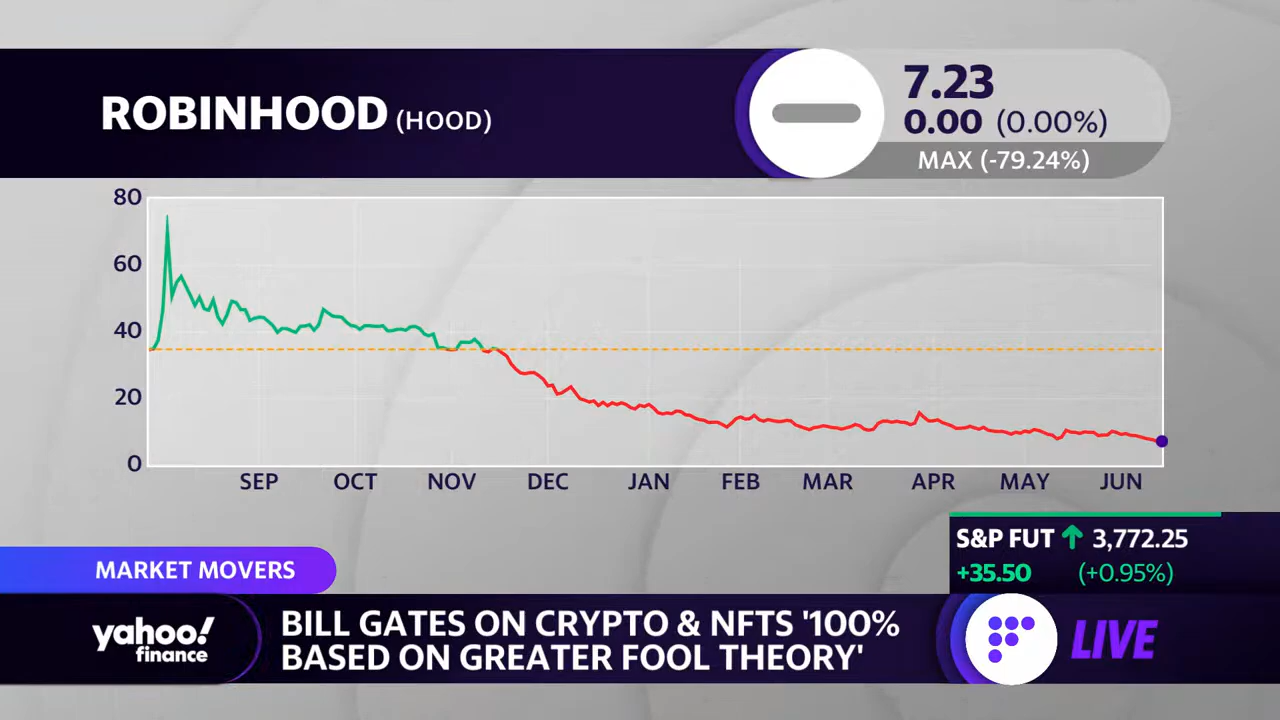 ROBINHOOD (HOOD)
7.23
0.00 (0.00%)
MAX (-79.24%)
80
60
40
20
0
SEP OCT NOV DEC JAN FEB MAR APR MAY JUN
S&P FUT 3,772.25
+35.50 (+0.95%)
MARKET MOVERS
yahoo!
finance
BILL GATES ON CRYPTO & NFTS '100%
BASED ON GREATER FOOL THEORY'
LIVE